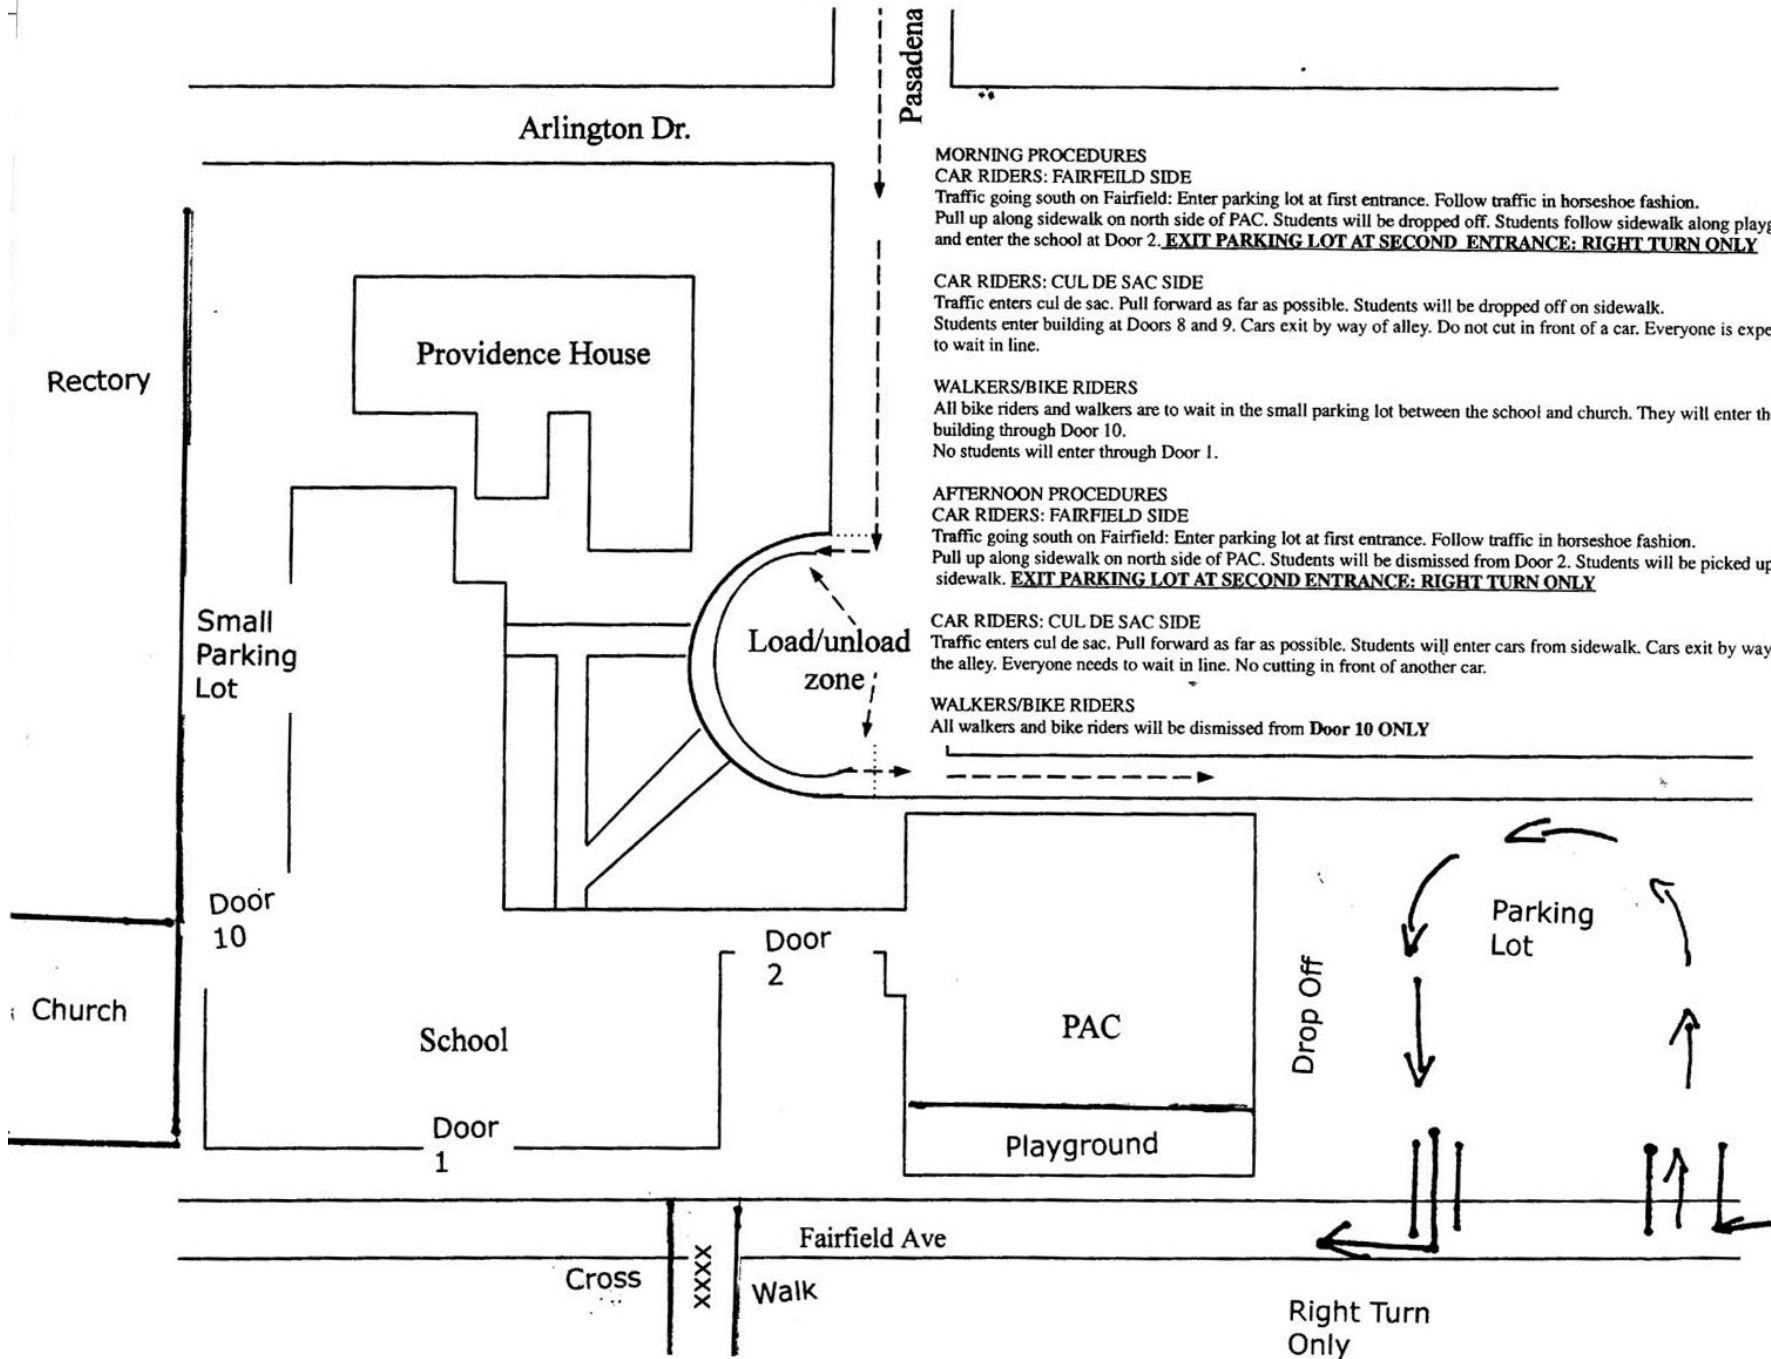 Pasadena
Arlington Dr.
MORNING PROCEDURES
CAR RIDERS: FAIRFEILD SIDE
Traffic going south on Fairfield: Enter parking lot at first entrance. Follow traffic in horseshoe fashion.
Pull up along sidewalk on north side of PAC. Students will be dropped off. Students follow sidewalk along playg
and enter the school at Door 2. EXIT PARKING LOT AT SECOND ENTRANCE: RIGHT TURN ONLY
CAR RIDERS: CUL DE SAC SIDE
Traffic enters cul de sac. Pull forward as far as possible. Students will be dropped off on sidewalk.
Students enter building at Doors 8 and 9. Cars exit by way of alley. Do not cut in front of a car. Everyone is expe
to wait in line.
WALKERS/BIKE RIDERS
All bike riders and walkers are to wait in the small parking lot between the school and church. They will enter th
building through Door 10.
No students will enter through Door 1.
AFTERNOON PROCEDURES
CAR RIDERS: FAIRFIELD SIDE
Traffic going south on Fairfield: Enter parking lot at first entrance. Follow traffic in horseshoe fashion.
Pull up along sidewalk on north side of PAC. Students will be dismissed from Door 2. Students will be picked up
sidewalk. EXIT PARKING LOT AT SECOND ENTRANCE: RIGHT TURN ONLY
CAR RIDERS: CUL DE SAC SIDE
Traffic enters cul de sac. Pull forward as far as possible. Students will enter cars from sidewalk. Cars exit by way
the alley. Everyone needs to wait in line. No cutting in front of another car.
WALKERS/BIKE RIDERS
All walkers and bike riders will be dismissed from Door 10 ONLY
Providence House
Rectory
Small
Parking
Lot
Load/unload
zone
Door
10
Door
2
Parking
Lot
Drop Off
Church
School
PAC
Door
1
Playground
Fairfield Ave
Cross
XXXX
Walk
Right Turn
Only